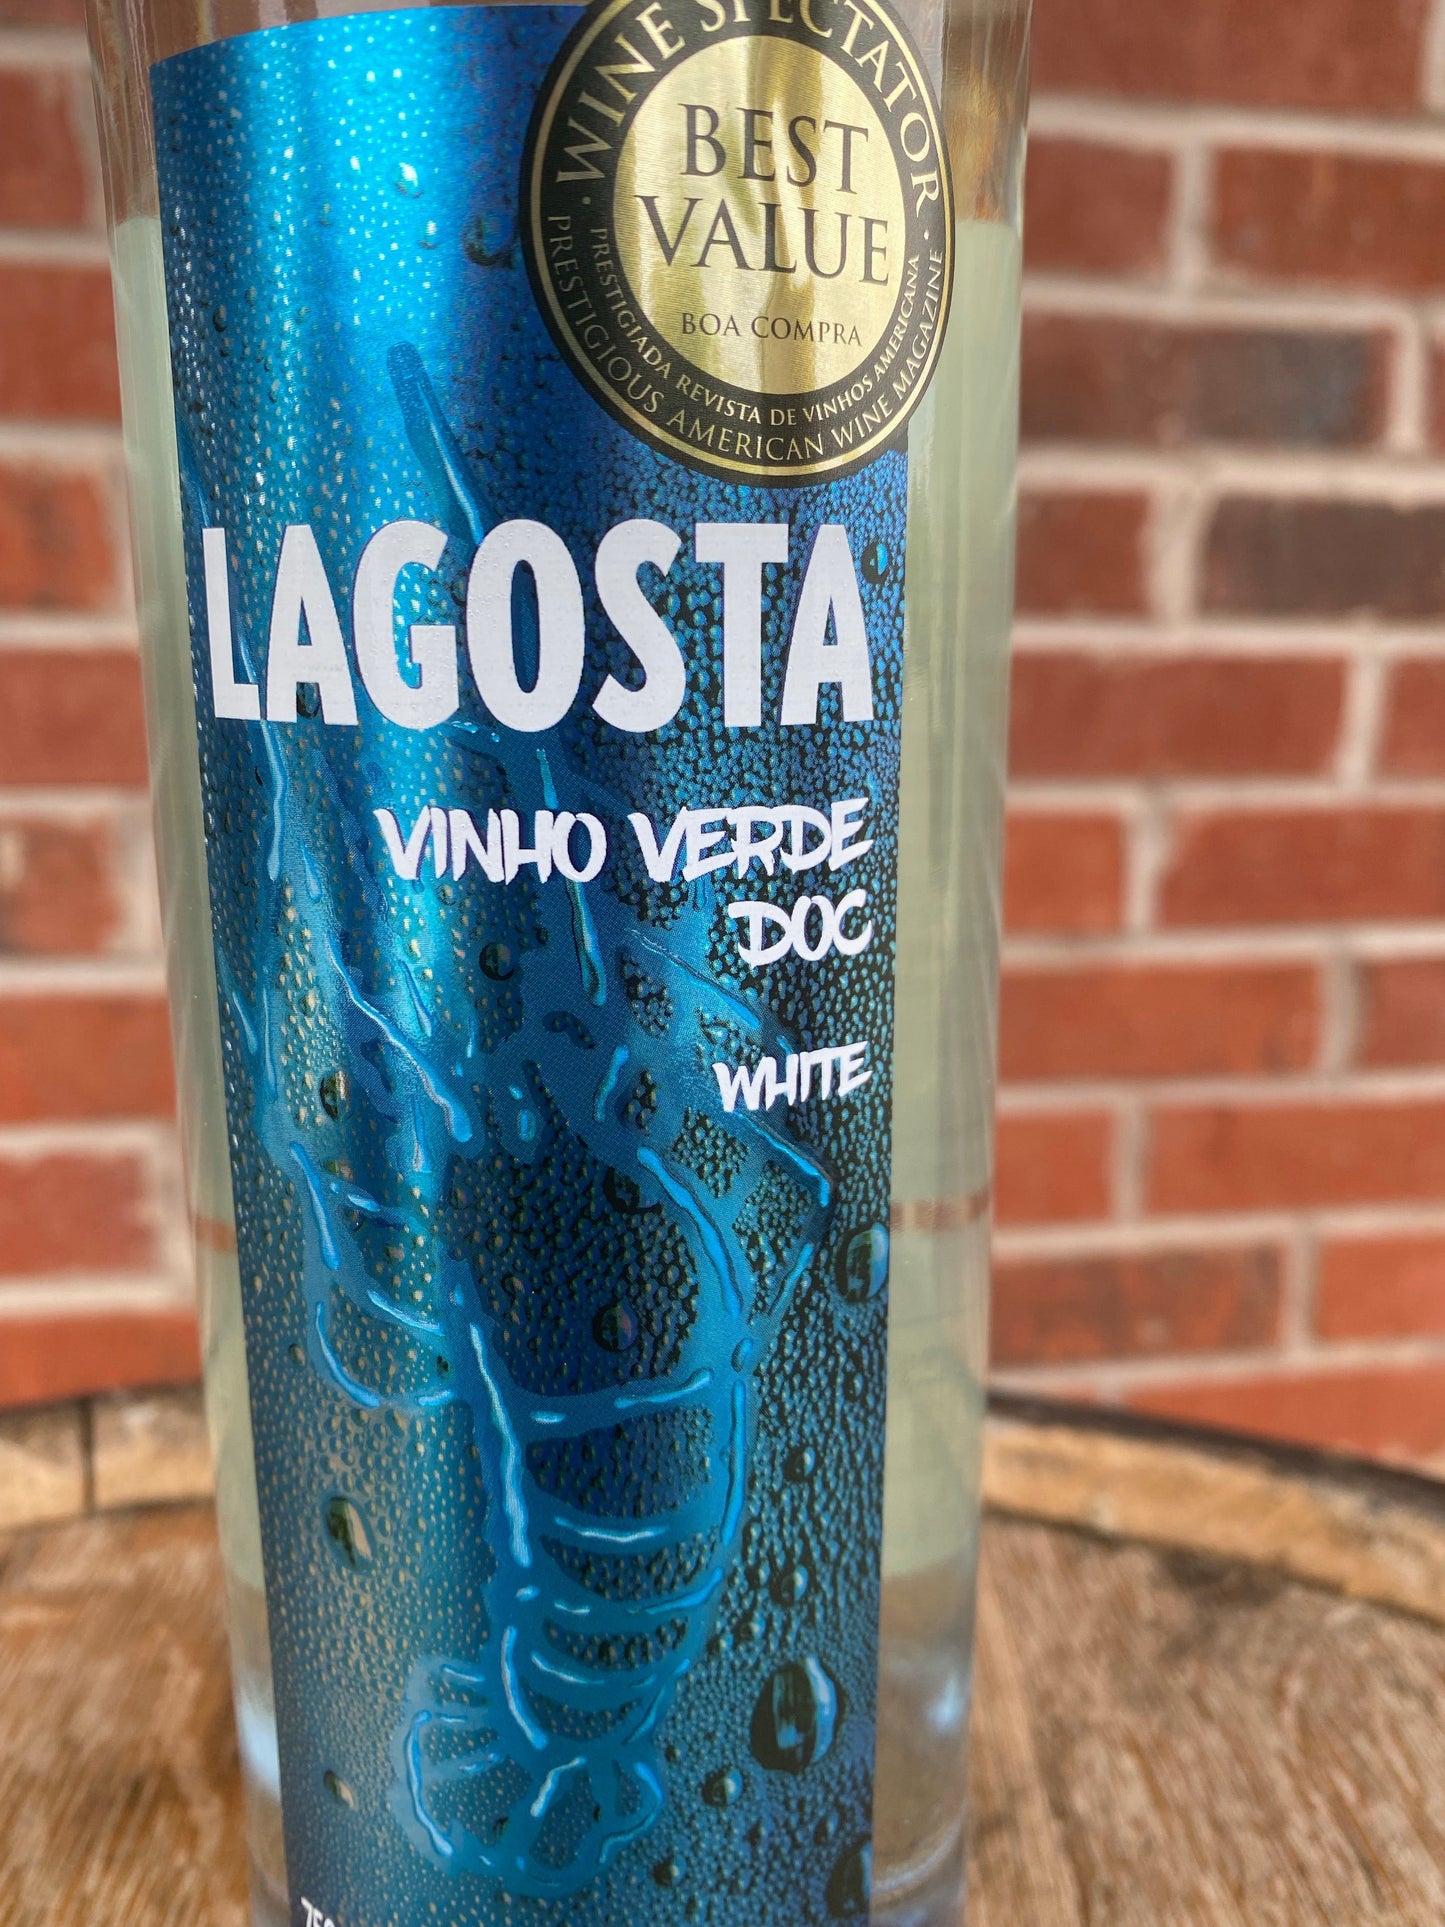 WINE SPECTATOR
BEST
VALUE
BOA COMPRA
PRESTIGIADA REVISTA DE VINHOS AMERICANA
PRESTIGIOUS AMERICAN WINE MAGAZINE
LAGOSTA
VINHO VERDE
DOC
WHITE